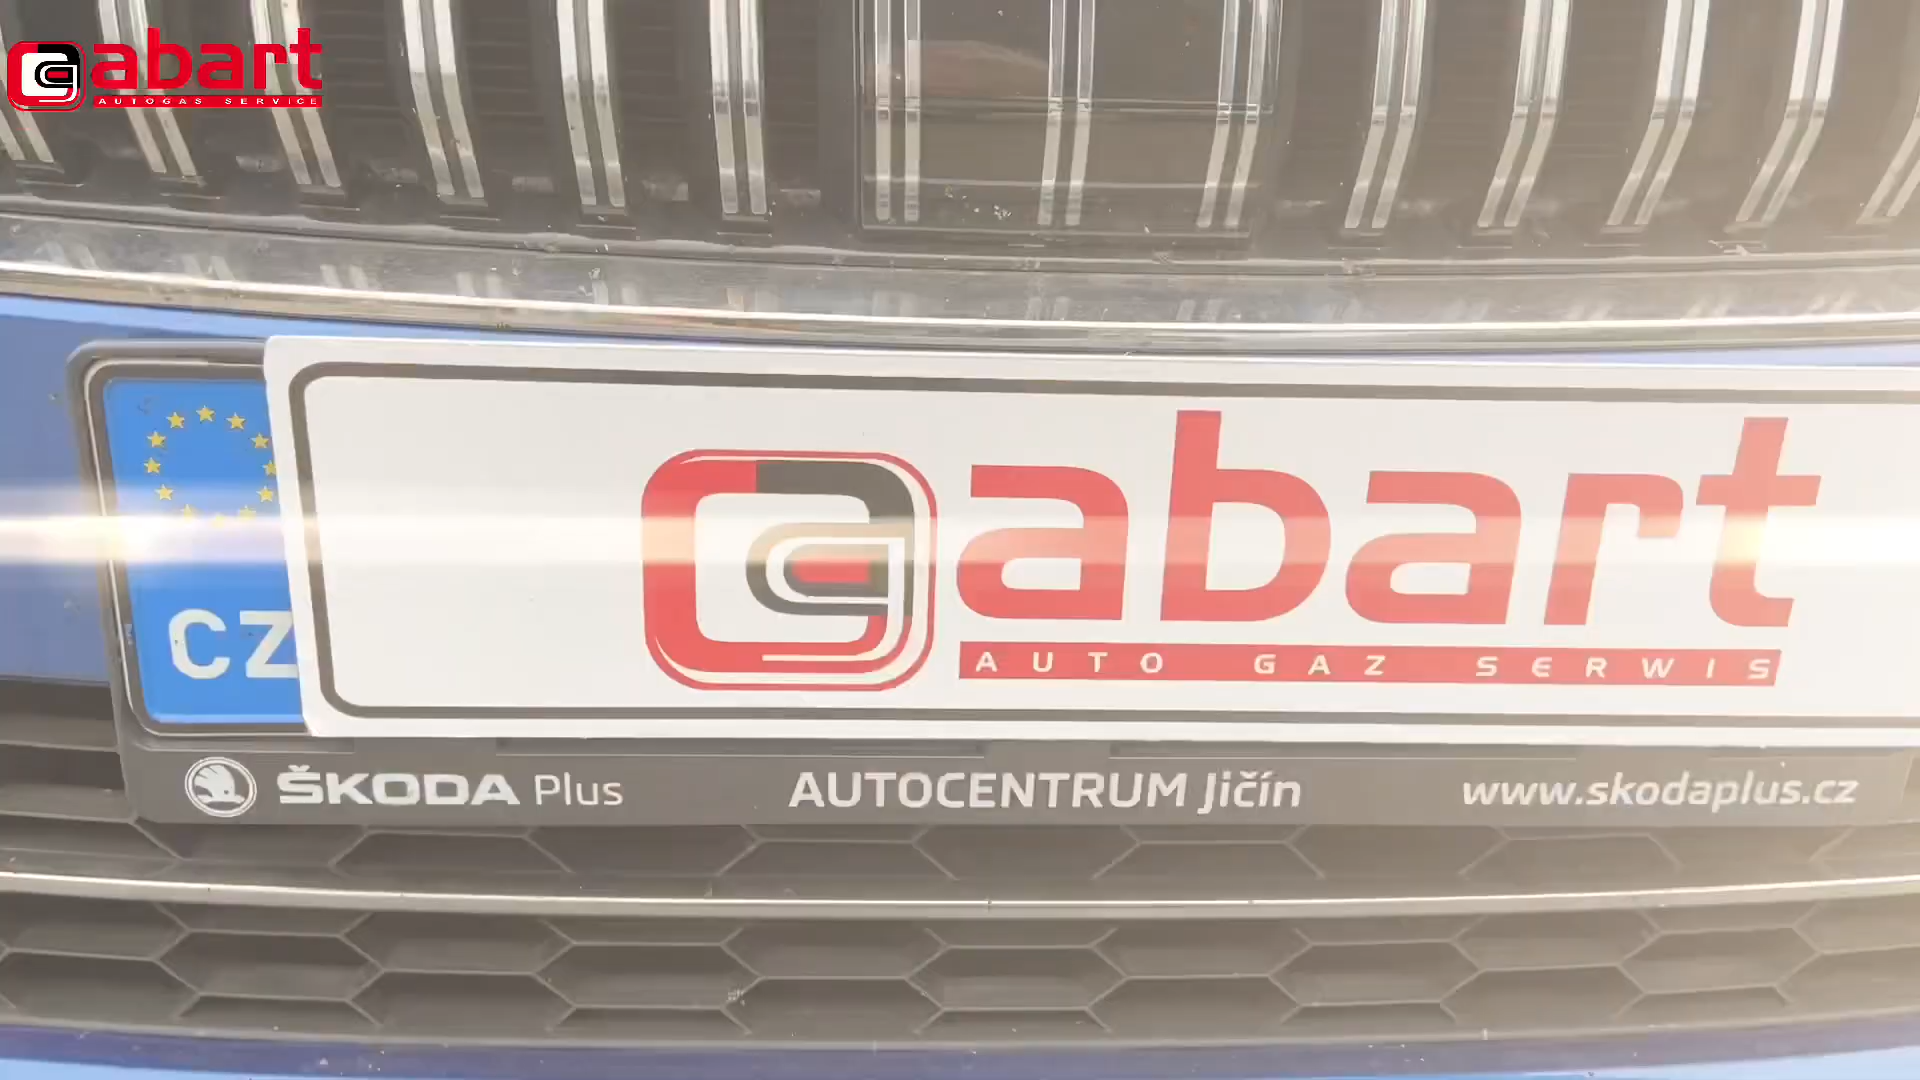 abart
AUTOGAS SERVICE
CZ
abart
AUTO GAZ SERWIS
ŠKODA Plus AUTOCENTRUM Jičín www.skodaplus.cz